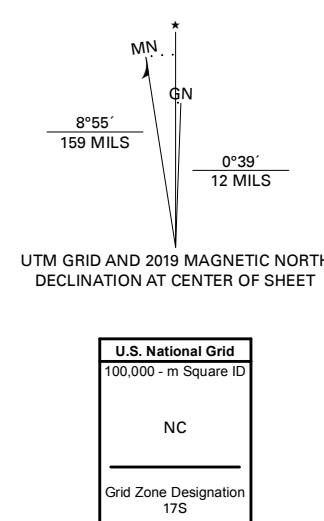 ★
MN
GN
8°55´
159 MILS
0°39´
12 MILS
UTM GRID AND 2019 MAGNETIC NORTH
DECLINATION AT CENTER OF SHEET
U.S. National Grid
100,000 - m Square ID
NC
Grid Zone Designation
17S